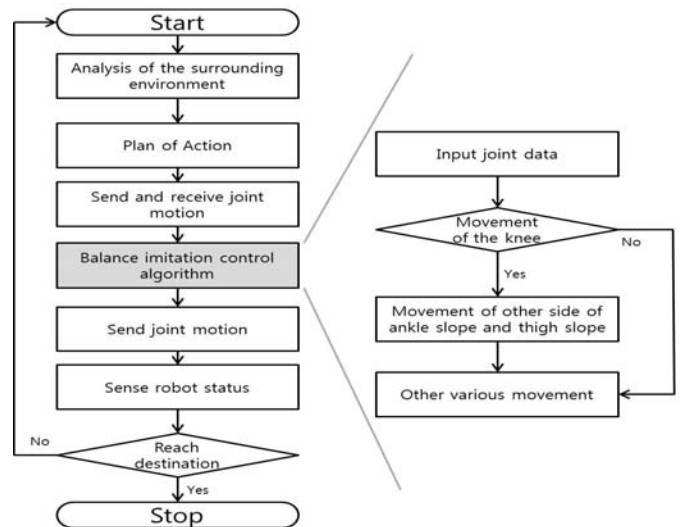 Start
Analysis of the surrounding
environment
Plan of Action
Send and receive joint
motion
Balance imitation control
algorithm
Send joint motion
Sense robot status
No
Reach
destination
Yes
Stop
Input joint data
Movement
of the knee
No
Yes
Movement of other side of
ankle slope and thigh slope
Other various movement